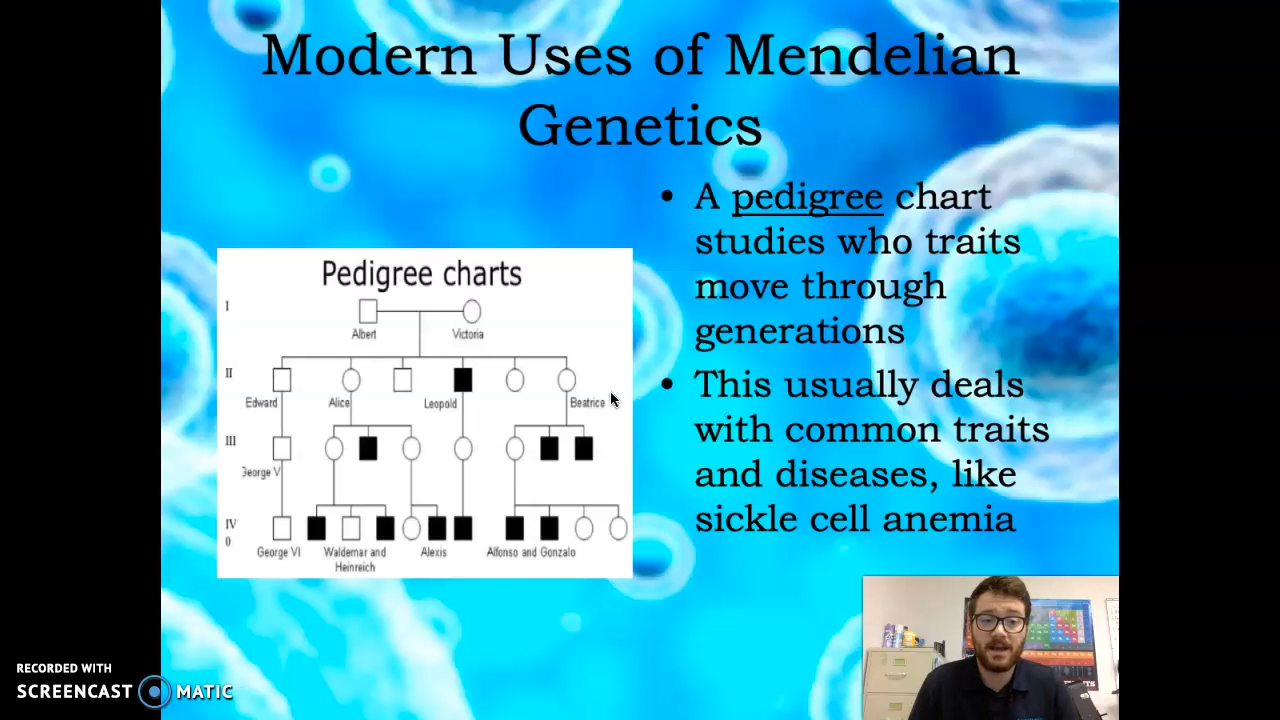 Modern Uses of Mendelian
Genetics
• A pedigree chart
studies who traits
move through
generations
• This usually deals
with common traits
and diseases, like
sickle cell anemia
Pedigree charts
I
Albert
Victoria
II
Edward
Alice
Leopold
Beatrice
III
George V
IV
0
George VI
Waldemar and
Heinreich
Alexis
Alfonso and Gonzalo
RECORDED WITH
SCREENCAST MATIC